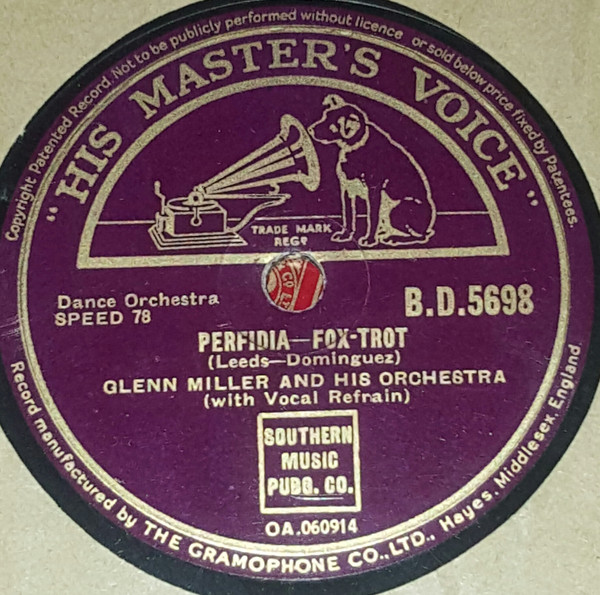 Copyright. Patented Record. Not to be publicly performed without licence or sold below price fixed by Patentees.
"HIS MASTER'S VOICE"
TRADE MARK
REGD
Dance Orchestra
SPEED 78
B.D.5698
PERFIDIA—FOX-TROT
(Leeds—Dominguez)
GLENN MILLER AND HIS ORCHESTRA
(with Vocal Refrain)
SOUTHERN
MUSIC
PUBG. CO.
OA.060914
Record manufactured by THE GRAMOPHONE CO., LTD., Hayes, Middlesex, England